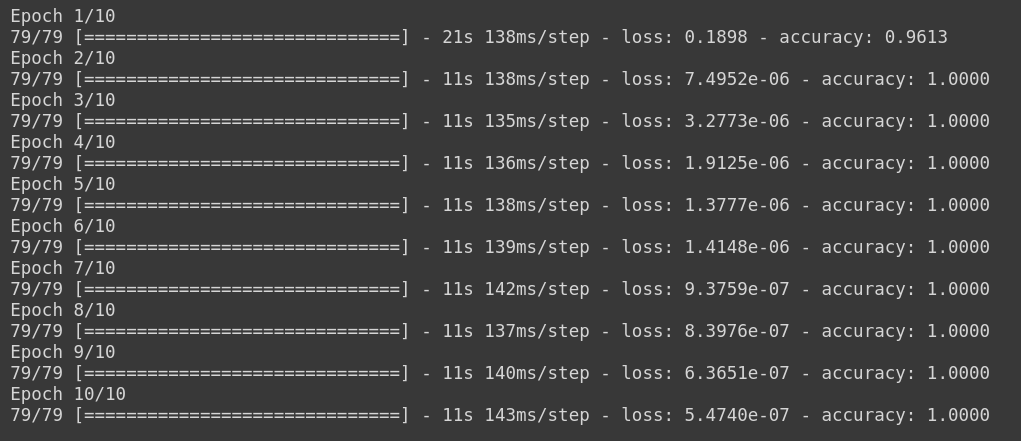 Epoch 1/10
79/79 [==============================] - 21s 138ms/step - loss: 0.1898 - accuracy: 0.9613
Epoch 2/10
79/79 [==============================] - 11s 138ms/step - loss: 7.4952e-06 - accuracy: 1.0000
Epoch 3/10
79/79 [==============================] - 11s 135ms/step - loss: 3.2773e-06 - accuracy: 1.0000
Epoch 4/10
79/79 [==============================] - 11s 136ms/step - loss: 1.9125e-06 - accuracy: 1.0000
Epoch 5/10
79/79 [==============================] - 11s 138ms/step - loss: 1.3777e-06 - accuracy: 1.0000
Epoch 6/10
79/79 [==============================] - 11s 139ms/step - loss: 1.4148e-06 - accuracy: 1.0000
Epoch 7/10
79/79 [==============================] - 11s 142ms/step - loss: 9.3759e-07 - accuracy: 1.0000
Epoch 8/10
79/79 [==============================] - 11s 137ms/step - loss: 8.3976e-07 - accuracy: 1.0000
Epoch 9/10
79/79 [==============================] - 11s 140ms/step - loss: 6.3651e-07 - accuracy: 1.0000
Epoch 10/10
79/79 [==============================] - 11s 143ms/step - loss: 5.4740e-07 - accuracy: 1.0000